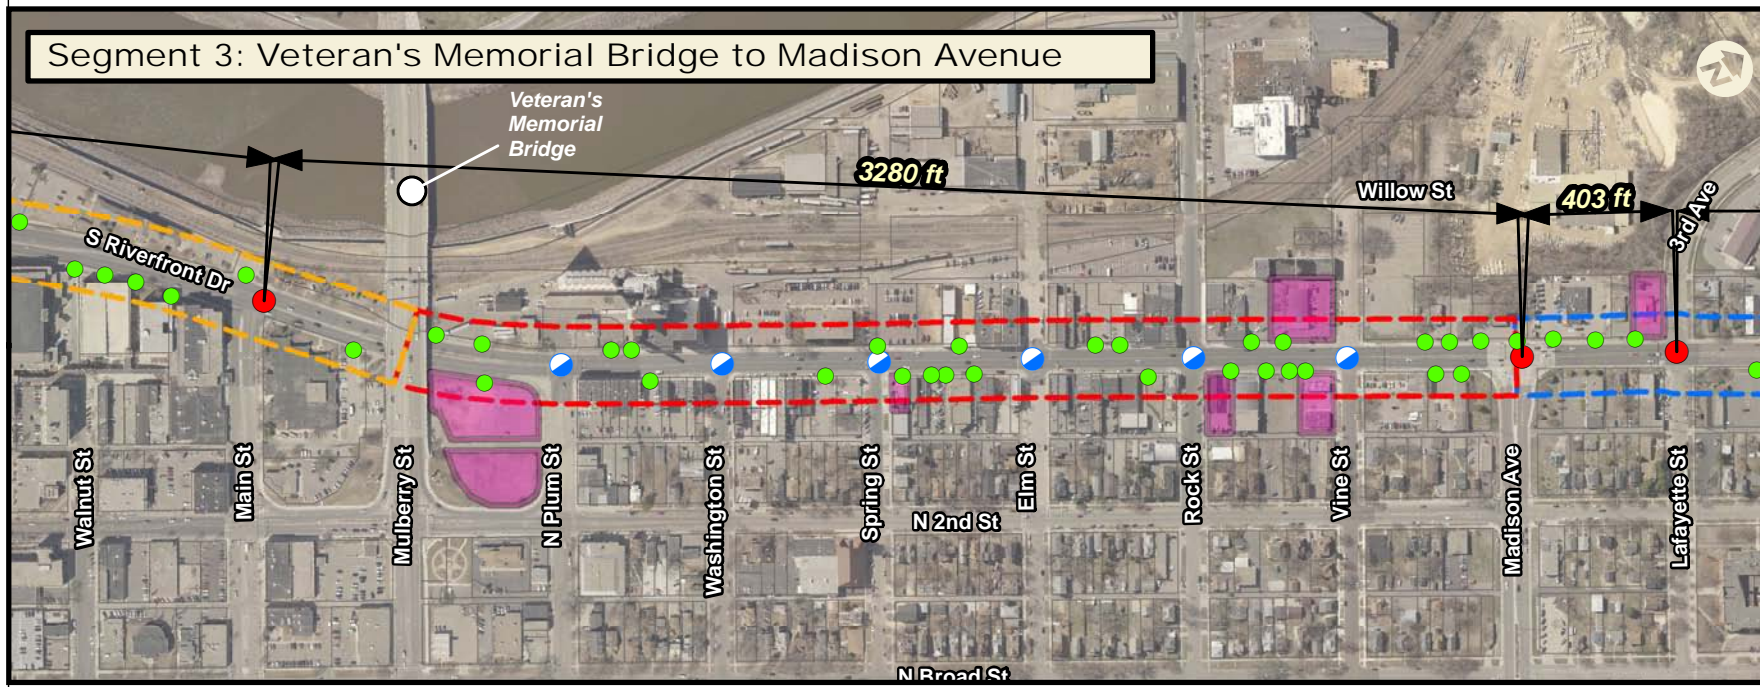 Segment 3: Veteran's Memorial Bridge to Madison Avenue
Veteran's
Memorial
Bridge
3280 ft
Willow St
403 ft
3rd Ave
S Riverfront Dr
Walnut St
Main St
Mulberry St
N Plum St
Washington St
Spring St
N 2nd St
Elm St
Rock St
Vine St
Madison Ave
Lafayette St
N Broad St
N